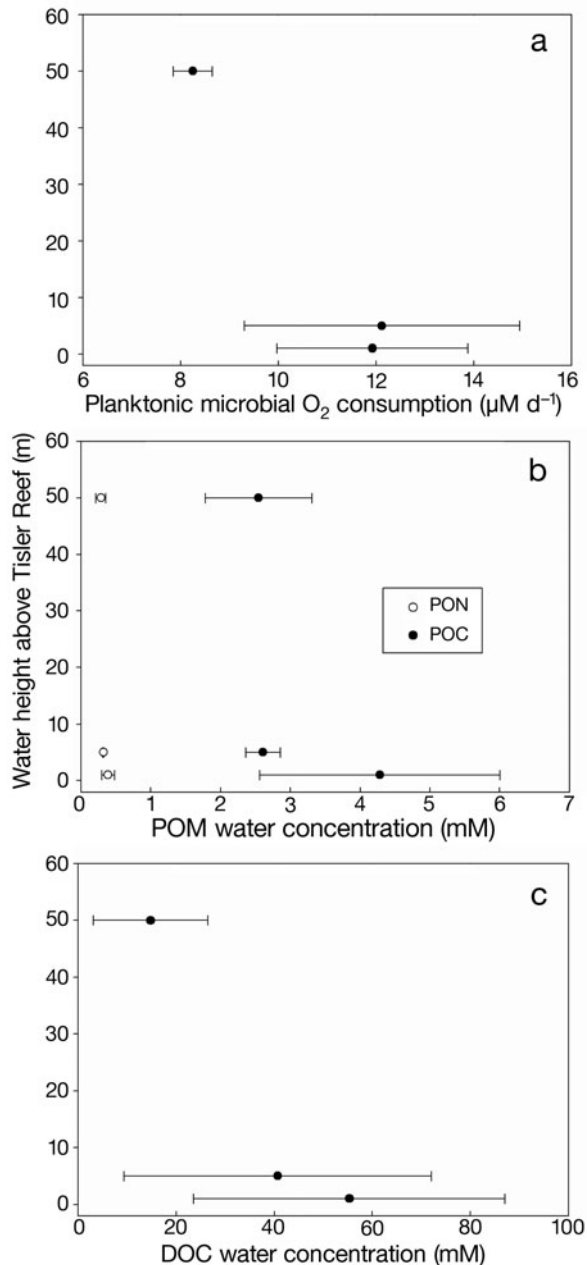 a
60
50
40
30
20
10
0
6 8 10 12 14 16
Planktonic microbial O₂ consumption (µM d⁻¹)
Water height above Tisler Reef (m)
b
60
50
40
30
20
10
0
PON
POC
0 1 2 3 4 5 6 7
POM water concentration (mM)
c
60
50
40
30
20
10
0
0 20 40 60 80 100
DOC water concentration (mM)